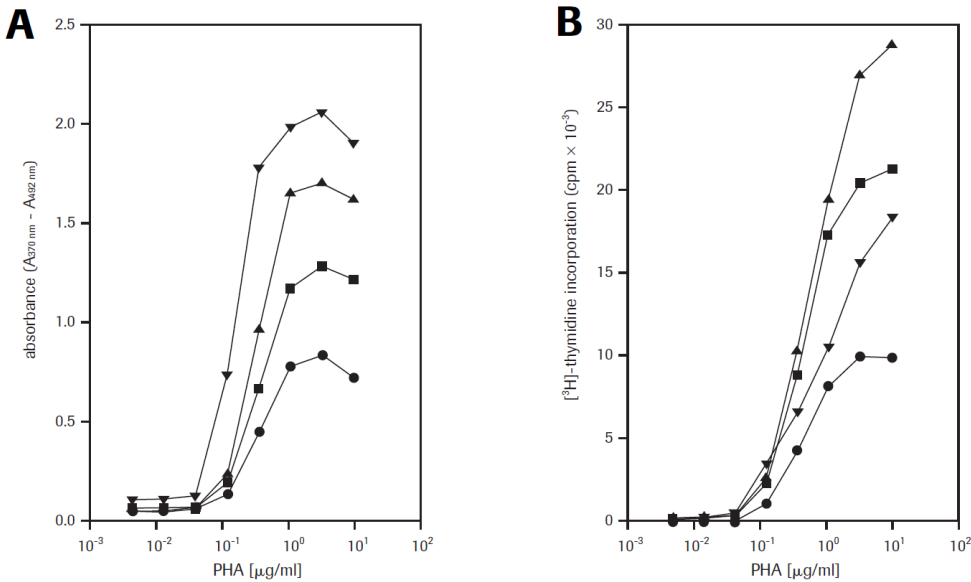 A
2.5
2.0
1.5
1.0
0.5
0.0
absorbance (A370 nm - A492 nm)
10⁻³ 10⁻² 10⁻¹ 10⁰ 10¹ 10²
PHA [µg/ml]
B
30
25
20
15
10
5
0
[³H]-thymidine incorporation (cpm × 10⁻³)
10⁻³ 10⁻² 10⁻¹ 10⁰ 10¹ 10²
PHA [µg/ml]